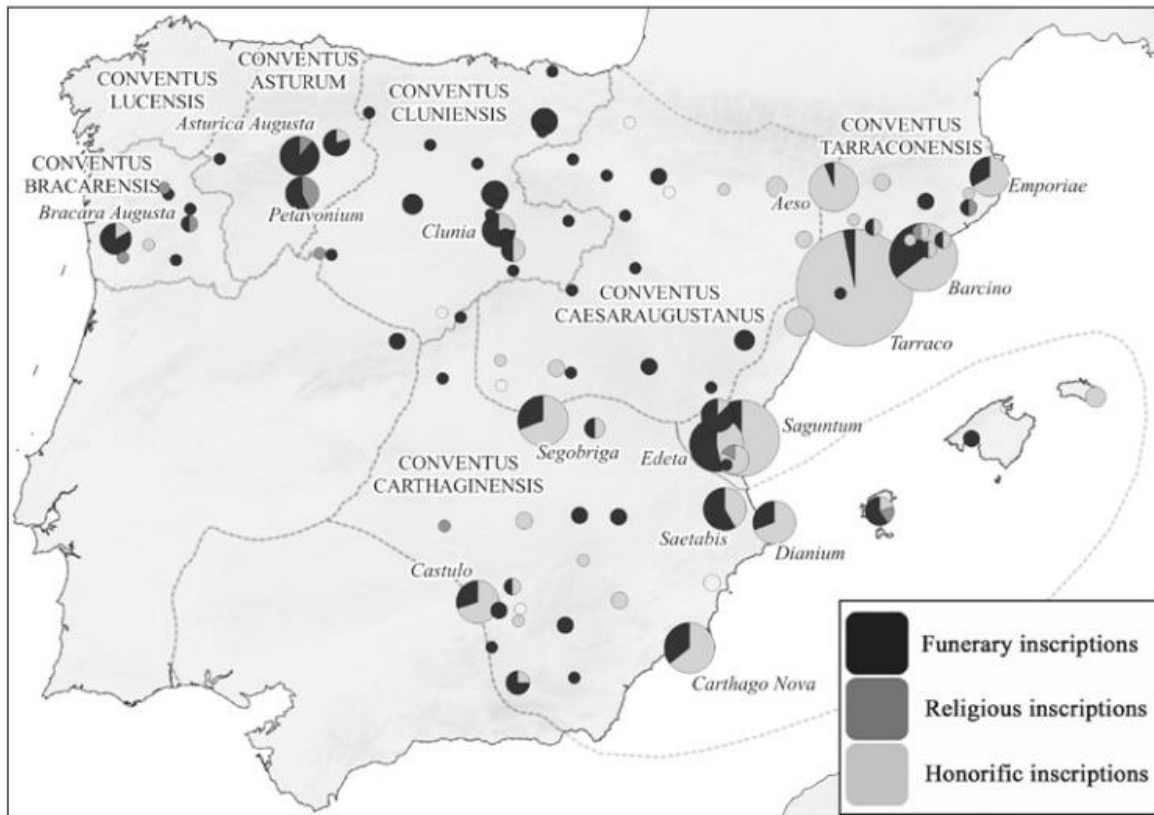 CONVENTUS
ASTURUM
CONVENTUS
LUCENSIS
CONVENTUS
CLUNIENSIS
Asturica Augusta
CONVENTUS
TARRACONENSIS
CONVENTUS
BRACARENSIS
Bracara Augusta
Petavonium
Aeso
Emporiae
Clunia
Barcino
CONVENTUS
CAESARAUGUSTANUS
Tarraco
Saguntum
Segobriga
Edeta
CONVENTUS
CARTHAGINENSIS
Saetabis
Dianium
Castulo
Carthago Nova
Funerary inscriptions
Religious inscriptions
Honorific inscriptions